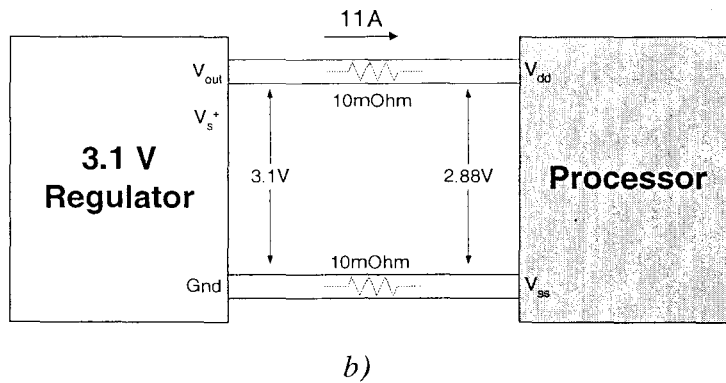 11A
V_out
V_dd
10mOhm
V_s^+
3.1 V
Regulator
3.1V
2.88V
Processor
10mOhm
Gnd
V_ss
b)